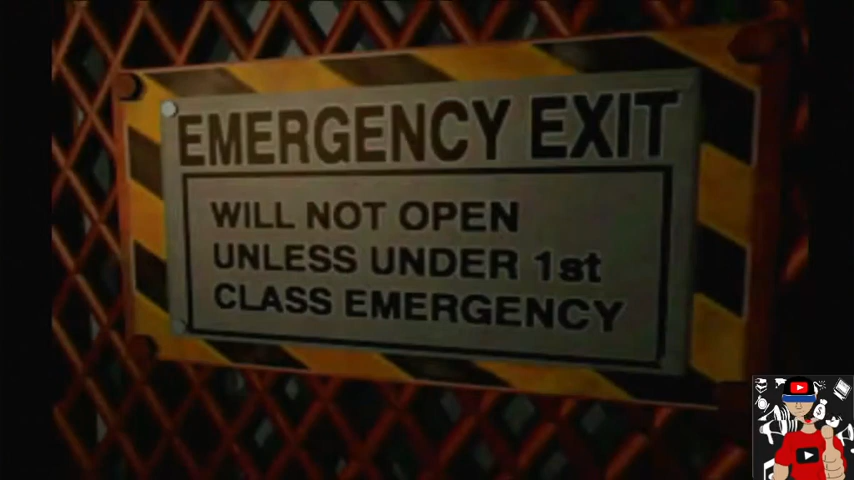 EMERGENCY EXIT
WILL NOT OPEN
UNLESS UNDER 1st
CLASS EMERGENCY